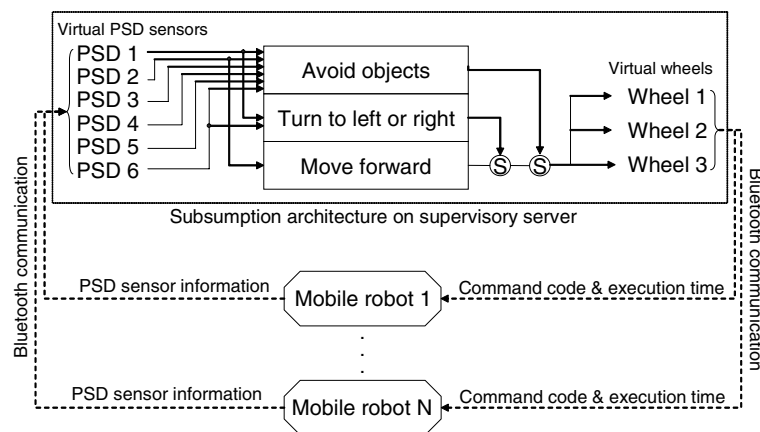 Virtual PSD sensors
PSD 1
PSD 2
PSD 3
PSD 4
PSD 5
PSD 6
Avoid objects
Turn to left or right
Move forward
S
S
Virtual wheels
Wheel 1
Wheel 2
Wheel 3
Subsumption architecture on supervisory server
Bluetooth communication
Bluetooth communication
PSD sensor information
Mobile robot 1
Command code & execution time
PSD sensor information
Mobile robot N
Command code & execution time